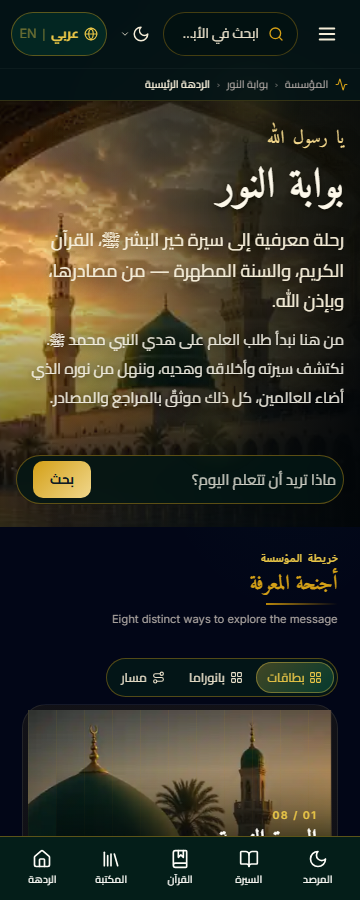 ابحث في الأبـ...
عربي | EN
المؤسسة › بوابة النور › الردهة الرئيسية
يا رسول الله
بوابة النور
رحلة معرفية إلى سيرة خير البشر ﷺ، القرآن
الكريم، والسنة المطهرة — من مصادرها،
وبإذن الله.
من هنا نبدأ طلب العلم على هدي النبي محمد ﷺ.
نكتشف سيرته وأخلاقه وهديه، وننهل من نوره الذي
أضاء للعالمين، كل ذلك موثقٌ بالمراجع والمصادر.
ماذا تريد أن تتعلم اليوم؟
بحث
خريطة المؤسسة
أجنحة المعرفة
Eight distinct ways to explore the message
بطاقات
بانوراما
مسار
08 / 01
المرصد
السيرة
القرآن
المكتبة
الردهة